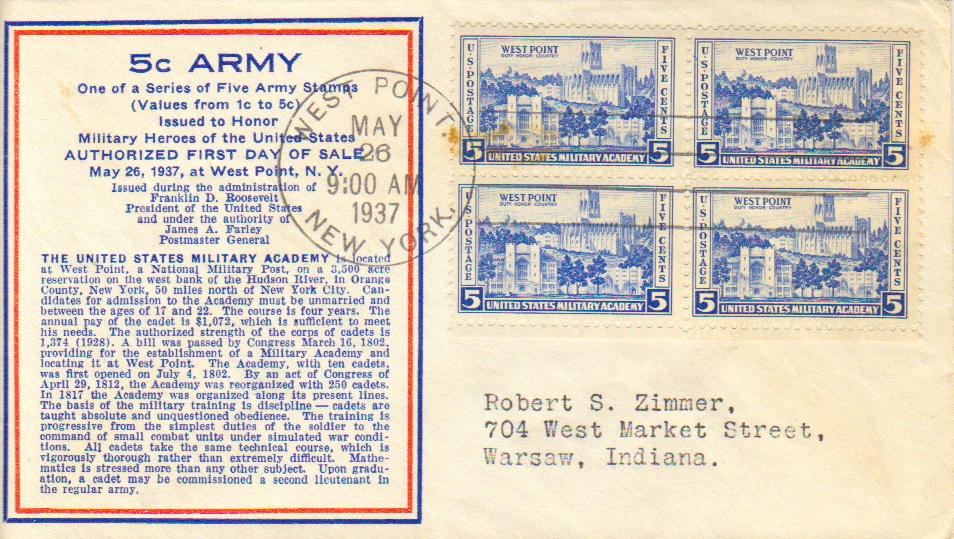 5c ARMY
One of a Series of Five Army Stamps
(Values from 1c to 5c)
Issued to Honor
Military Heroes of the United States
AUTHORIZED FIRST DAY OF SALE
May 26, 1937, at West Point, N. Y.
Issued during the administration of
Franklin D. Roosevelt
President of the United States
and under the authority of
James A. Farley
Postmaster General
THE UNITED STATES MILITARY ACADEMY is located
at West Point, a National Military Post, on a 3,500 acre
reservation on the west bank of the Hudson River, in Orange
County, New York, 50 miles north of New York City. Can-
didates for admission to the Academy must be unmarried and
between the ages of 17 and 22. The course is four years. The
annual pay of the cadet is $1,072, which is sufficient to meet
his needs. The authorized strength of the corps of cadets is
1,374 (1928). A bill was passed by Congress March 16, 1802,
providing for the establishment of a Military Academy and
locating it at West Point. The Academy, with ten cadets,
was first opened on July 4, 1802. By an act of Congress of
April 29, 1812, the Academy was reorganized with 250 cadets.
In 1817 the Academy was organized along its present lines.
The basis of the military training is discipline — cadets are
taught absolute and unquestioned obedience. The training is
progressive from the simplest duties of the soldier to the
command of small combat units under simulated war condi-
tions. All cadets take the same technical course, which is
vigorously thorough rather than extremely difficult. Mathe-
matics is stressed more than any other subject. Upon gradu-
ation, a cadet may be commissioned a second lieutenant in
the regular army.
WEST POINT,
MAY
26
9:00 AM
1937
NEW YORK.
WEST POINT
DUTY HONOR COUNTRY
U·S·POSTAGE
FIVE CENTS
5 UNITED STATES MILITARY ACADEMY 5
WEST POINT
DUTY HONOR COUNTRY
U·S·POSTAGE
FIVE CENTS
5 UNITED STATES MILITARY ACADEMY 5
WEST POINT
DUTY HONOR COUNTRY
U·S·POSTAGE
FIVE CENTS
5 UNITED STATES MILITARY ACADEMY 5
WEST POINT
DUTY HONOR COUNTRY
U·S·POSTAGE
FIVE CENTS
5 UNITED STATES MILITARY ACADEMY 5
Robert S. Zimmer,
704 West Market Street,
Warsaw, Indiana.